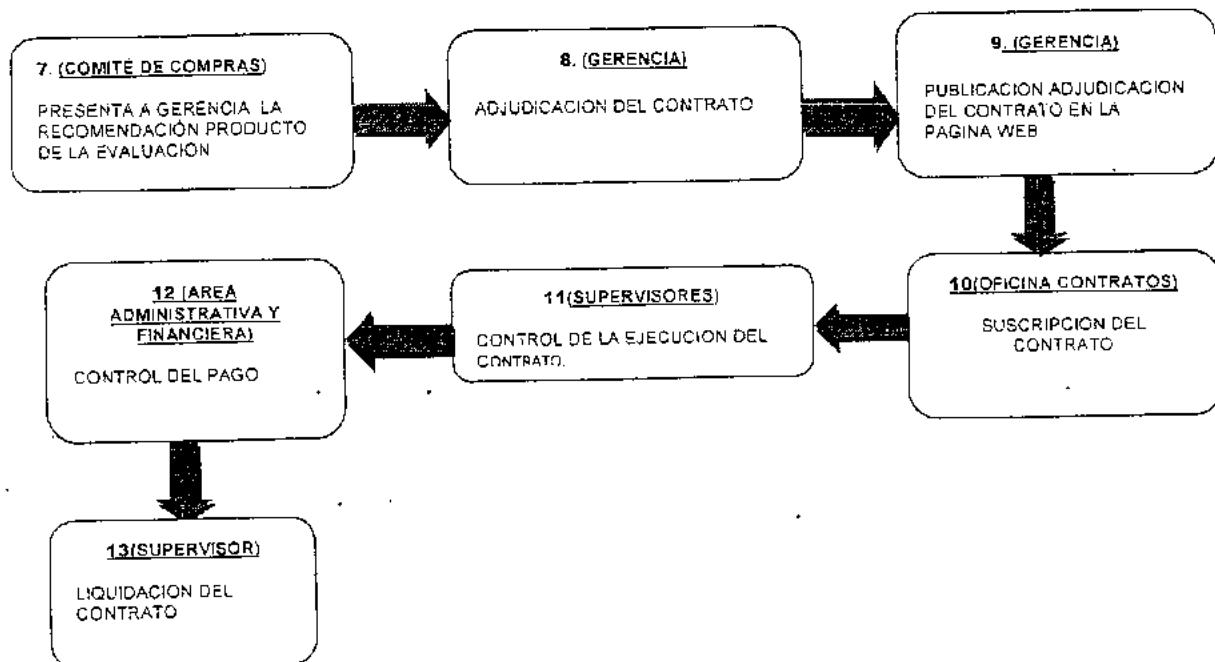 7. (COMITÉ DE COMPRAS)
PRESENTA A GERENCIA LA
RECOMENDACIÓN PRODUCTO
DE LA EVALUACION
8. (GERENCIA)
ADJUDICACION DEL CONTRATO
9. (GERENCIA)
PUBLICACION ADJUDICACION
DEL CONTRATO EN LA
PAGINA WEB
10(OFICINA CONTRATOS)
SUSCRIPCION DEL
CONTRATO
11(SUPERVISORES)
CONTROL DE LA EJECUCION DEL
CONTRATO.
12 (AREA
ADMINISTRATIVA Y
FINANCIERA)
CONTROL DEL PAGO
13(SUPERVISOR)
LIQUIDACION DEL
CONTRATO